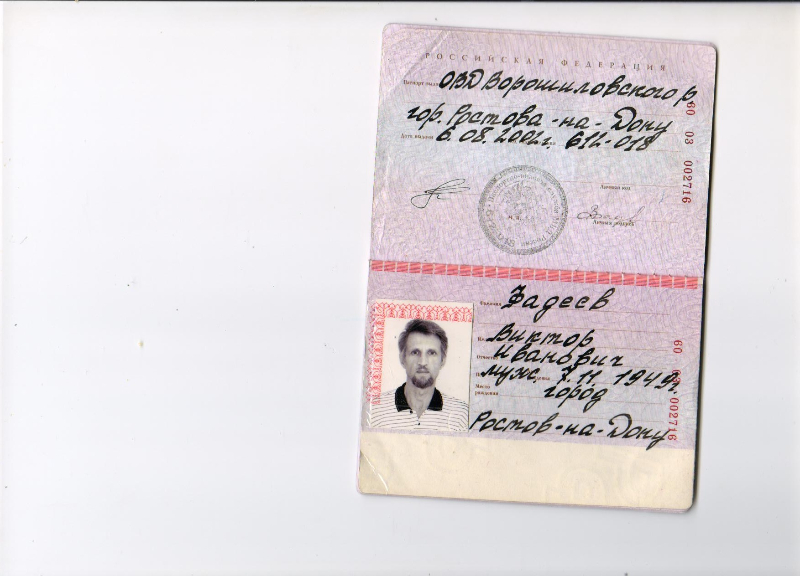 РОССИЙСКАЯ ФЕДЕРАЦИЯ
Паспорт выдан ОВД Ворошиловского р
гор. Ростова-на-Дону
Дата выдачи 6.08.2002г. 612-018
60 03 002716
Личный код
Личная подпись
Фамилия Фадеев
Имя Виктор
Отчество Иванович
муж. 7.11.1949г.
Место рождения город
Ростов-на-Дону
60 03 002716